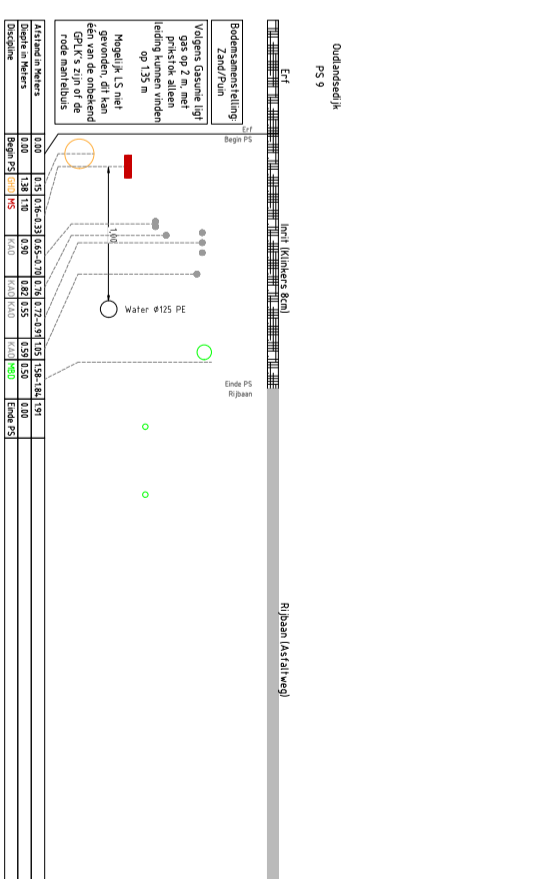 Oudlandsedijk
PS 9
Erf
Inrit (Klinkers 8cm)
Rijbaan (Asfaltweg)
Erf
Begin PS
Einde PS
Rijbaan
Bodemsamenstelling:
Zand/Puin
Volgens Gasunie ligt
gas op 2 m, met
prikstok alleen
leiding kunnen vinden
op 1.35 m
Mogelijk LS niet
gevonden, dit kan
één van de onbekend
GPLK's zijn of de
rode mantelbuis
1,00
Water Ø125 PE
Afstand in Meters 0.00 0.15 0.16-0.33 0.65-0.70 0.76 0.72-0.91 1.05 1.58-1.84 1.91
Diepte in Meters 0.00 1.38 1.10 0.90 0.82 0.55 0.59 0.50 0.00
Discipline Begin PS GHD MS KAO KAO KAO KAO MBD Einde PS